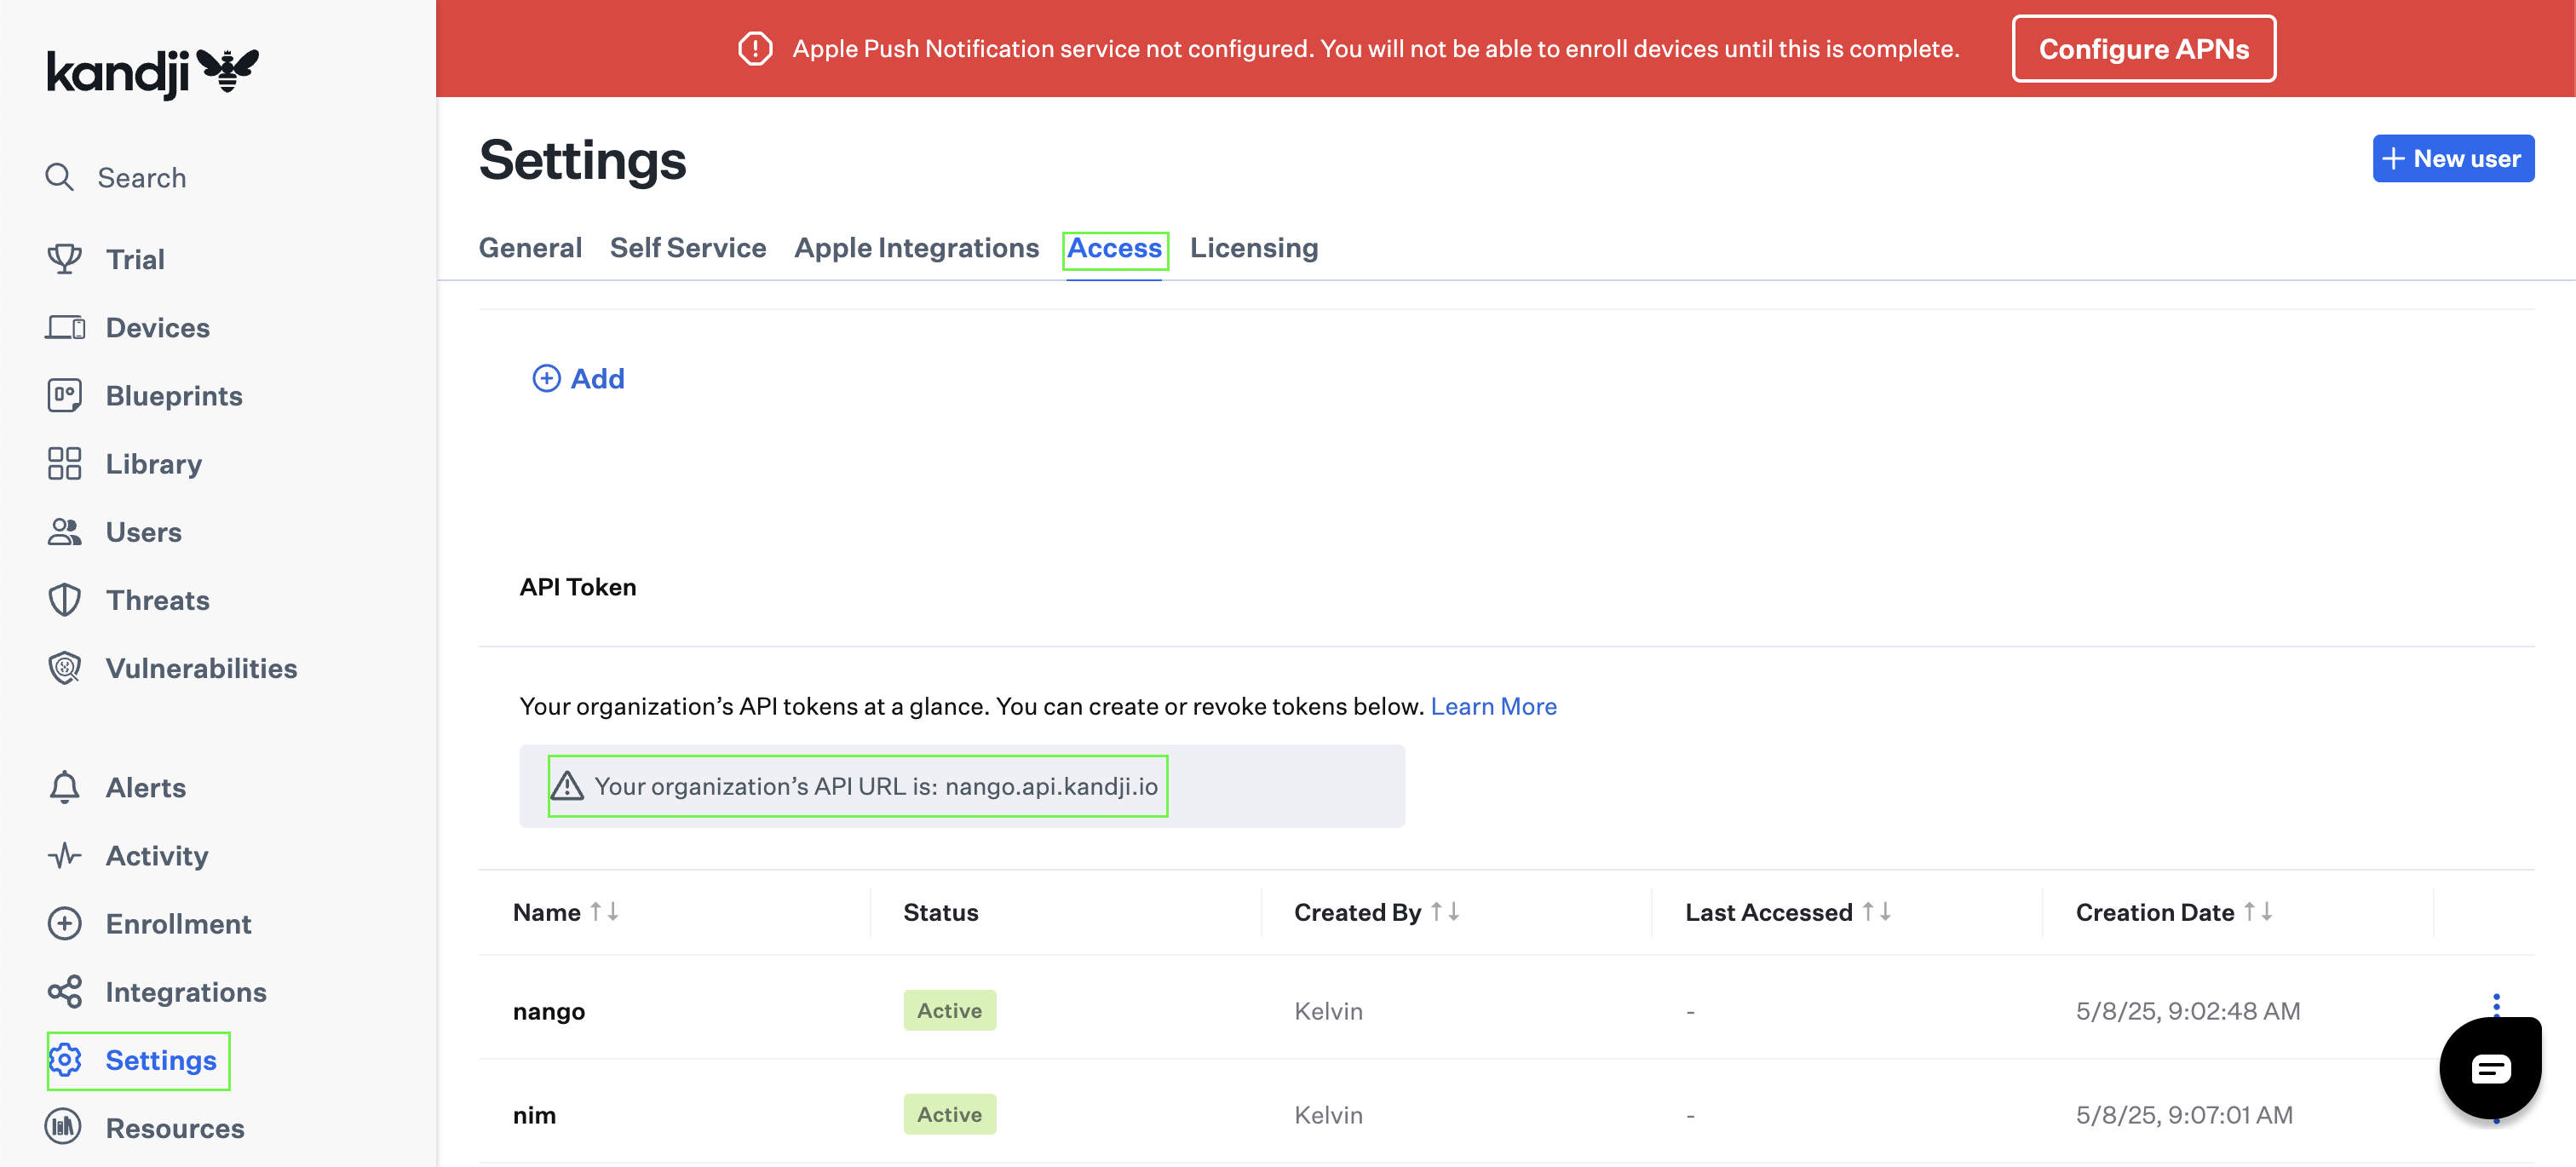 kandji
Search
Trial
Devices
Blueprints
Library
Users
Threats
Vulnerabilities
Alerts
Activity
Enrollment
Integrations
Settings
Resources
Apple Push Notification service not configured. You will not be able to enroll devices until this is complete.
Configure APNs
Settings
New user
General Self Service Apple Integrations Access Licensing
Add
API Token
Your organization’s API tokens at a glance. You can create or revoke tokens below. Learn More
Your organization’s API URL is: nango.api.kandji.io
Name Status Created By Last Accessed Creation Date
nango Active Kelvin - 5/8/25, 9:02:48 AM
nim Active Kelvin - 5/8/25, 9:07:01 AM